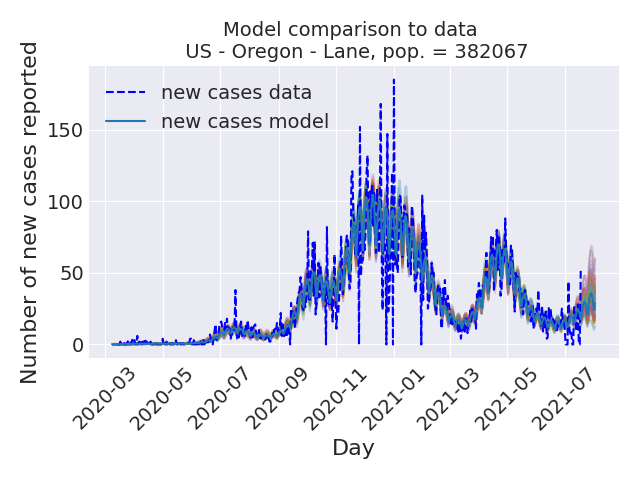 Model comparison to data
US - Oregon - Lane, pop. = 382067
Number of new cases reported
new cases data
new cases model
150
100
50
0
2020-03
2020-05
2020-07
2020-09
2020-11
2021-01
2021-03
2021-05
2021-07
Day